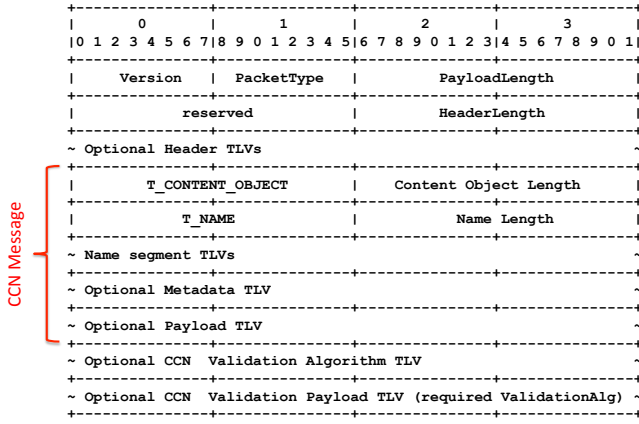 +---------------+---------------+---------------+---------------+
|       0       |       1       |       2       |       3       |
|0 1 2 3 4 5 6 7|8 9 0 1 2 3 4 5|6 7 8 9 0 1 2 3|4 5 6 7 8 9 0 1|
+---------------+---------------+---------------+---------------+
|     Version   |  PacketType   |         PayloadLength         |
+---------------+---------------+---------------+---------------+
|            reserved           |         HeaderLength          |
+---------------+---------------+---------------+---------------+
~ Optional Header TLVs                                          ~
+---------------+---------------+---------------+---------------+
|        T_CONTENT_OBJECT       |    Content Object Length      |
+---------------+---------------+---------------+---------------+
|            T_NAME             |           Name Length         |
+---------------+---------------+---------------+---------------+
~ Name segment TLVs                                             ~
+---------------+---------------+---------------+---------------+
~ Optional Metadata TLV                                         ~
+---------------+---------------+---------------+---------------+
~ Optional Payload TLV                                          ~
+---------------+---------------+---------------+---------------+
~ Optional CCN  Validation Algorithm TLV                        ~
+---------------+---------------+---------------+---------------+
~ Optional CCN  Validation Payload TLV (required ValidationAlg) ~
+---------------+---------------+---------------+---------------+
CCN Message